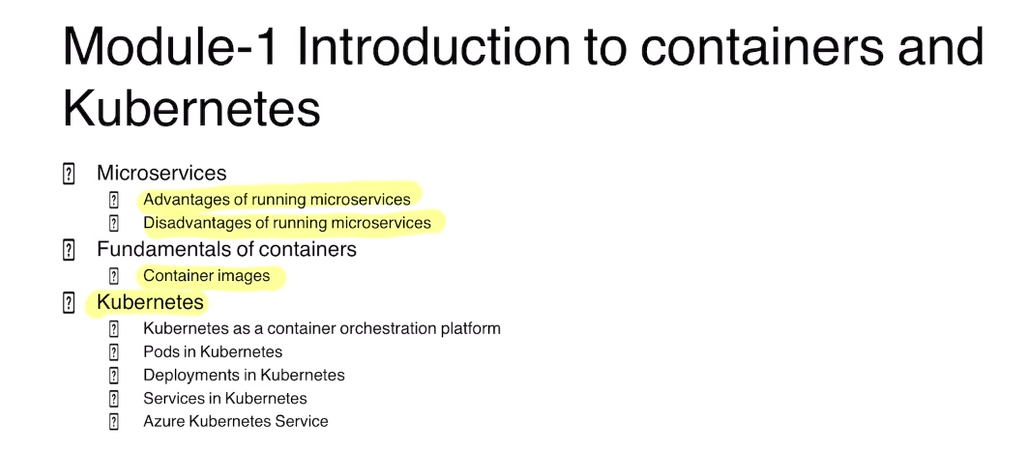 Module-1 Introduction to containers and
Kubernetes
Microservices
Advantages of running microservices
Disadvantages of running microservices
Fundamentals of containers
Container images
Kubernetes
Kubernetes as a container orchestration platform
Pods in Kubernetes
Deployments in Kubernetes
Services in Kubernetes
Azure Kubernetes Service